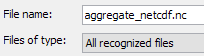 File name: aggregate_netcdf.nc
Files of type: All recognized files